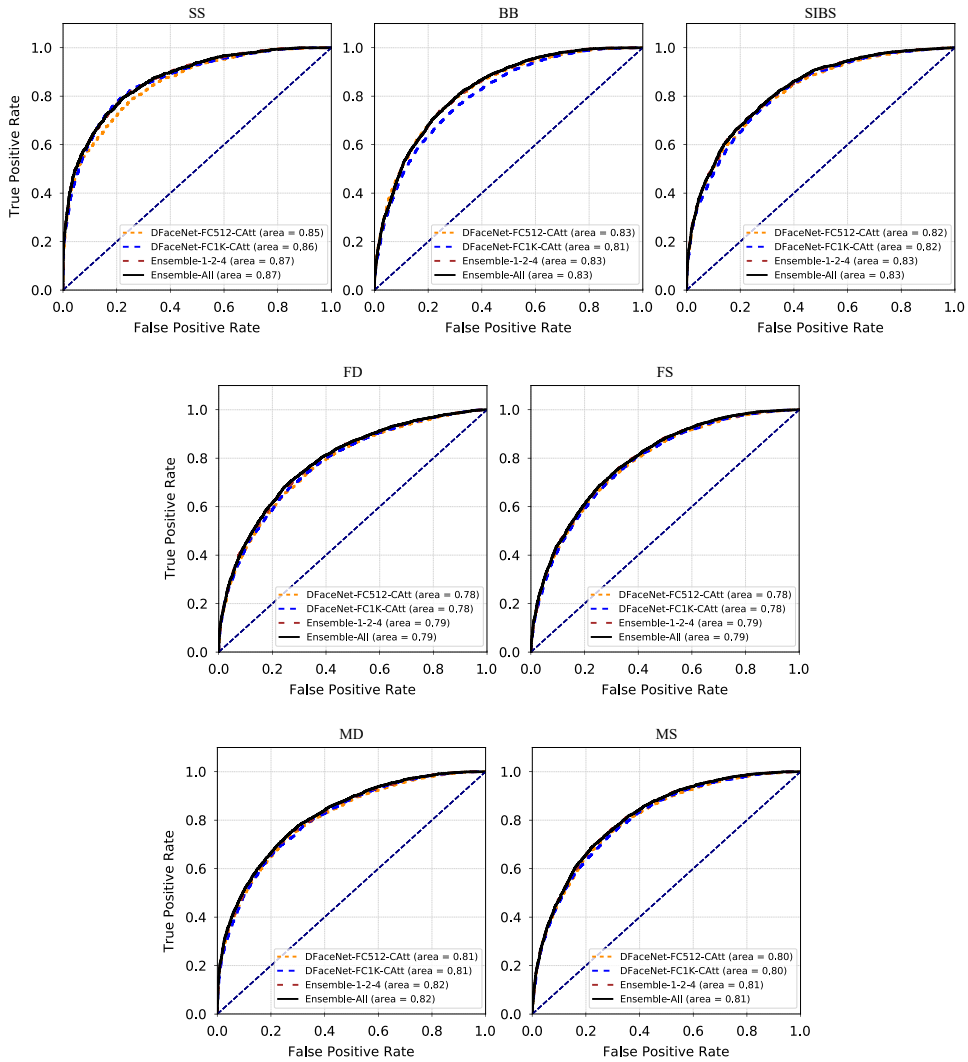 SS
BB
SIBS
1.0
0.8
0.6
0.4
0.2
0.0
True Positive Rate
0.0 0.2 0.4 0.6 0.8 1.0
False Positive Rate
DFaceNet-FC512-CAtt (area = 0.85)
DFaceNet-FC1K-CAtt (area = 0.86)
Ensemble-1-2-4 (area = 0.87)
Ensemble-All (area = 0.87)
1.0
0.8
0.6
0.4
0.2
0.0
0.0 0.2 0.4 0.6 0.8 1.0
False Positive Rate
DFaceNet-FC512-CAtt (area = 0.83)
DFaceNet-FC1K-CAtt (area = 0.81)
Ensemble-1-2-4 (area = 0.83)
Ensemble-All (area = 0.83)
1.0
0.8
0.6
0.4
0.2
0.0
0.0 0.2 0.4 0.6 0.8 1.0
False Positive Rate
DFaceNet-FC512-CAtt (area = 0.82)
DFaceNet-FC1K-CAtt (area = 0.82)
Ensemble-1-2-4 (area = 0.83)
Ensemble-All (area = 0.83)
FD
FS
1.0
0.8
0.6
0.4
0.2
0.0
True Positive Rate
0.0 0.2 0.4 0.6 0.8 1.0
False Positive Rate
DFaceNet-FC512-CAtt (area = 0.78)
DFaceNet-FC1K-CAtt (area = 0.78)
Ensemble-1-2-4 (area = 0.79)
Ensemble-All (area = 0.79)
1.0
0.8
0.6
0.4
0.2
0.0
0.0 0.2 0.4 0.6 0.8 1.0
False Positive Rate
DFaceNet-FC512-CAtt (area = 0.78)
DFaceNet-FC1K-CAtt (area = 0.78)
Ensemble-1-2-4 (area = 0.79)
Ensemble-All (area = 0.79)
MD
MS
1.0
0.8
0.6
0.4
0.2
0.0
True Positive Rate
0.0 0.2 0.4 0.6 0.8 1.0
False Positive Rate
DFaceNet-FC512-CAtt (area = 0.81)
DFaceNet-FC1K-CAtt (area = 0.81)
Ensemble-1-2-4 (area = 0.82)
Ensemble-All (area = 0.82)
1.0
0.8
0.6
0.4
0.2
0.0
0.0 0.2 0.4 0.6 0.8 1.0
False Positive Rate
DFaceNet-FC512-CAtt (area = 0.80)
DFaceNet-FC1K-CAtt (area = 0.80)
Ensemble-1-2-4 (area = 0.81)
Ensemble-All (area = 0.81)